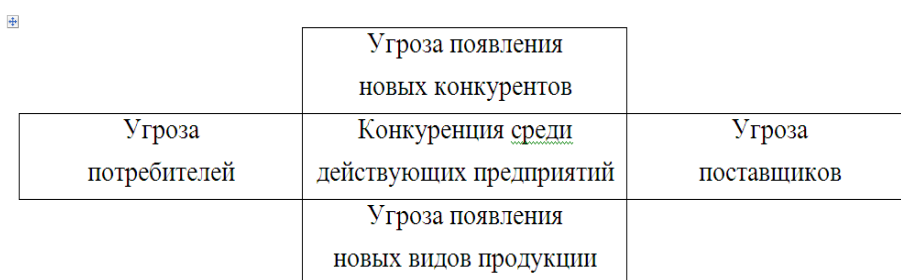 Угроза появления
новых конкурентов
Угроза
потребителей
Конкуренция среди
действующих предприятий
Угроза
поставщиков
Угроза появления
новых видов продукции